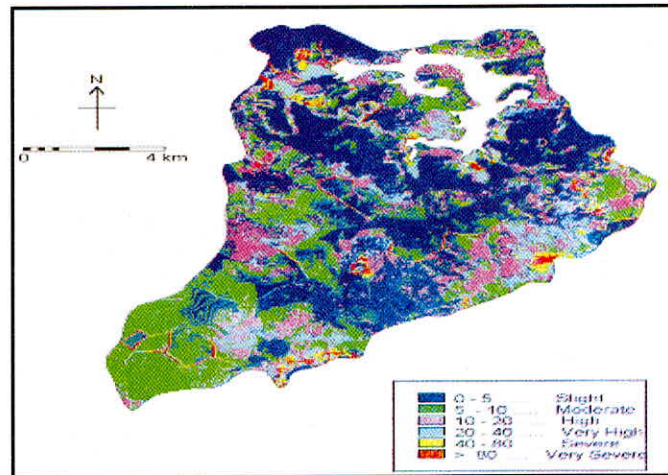 N
0 4 km
0 - 5 Slight
5 - 10 Moderate
10 - 20 High
20 - 40 Very High
40 - 80 Severe
> 80 Very Severe